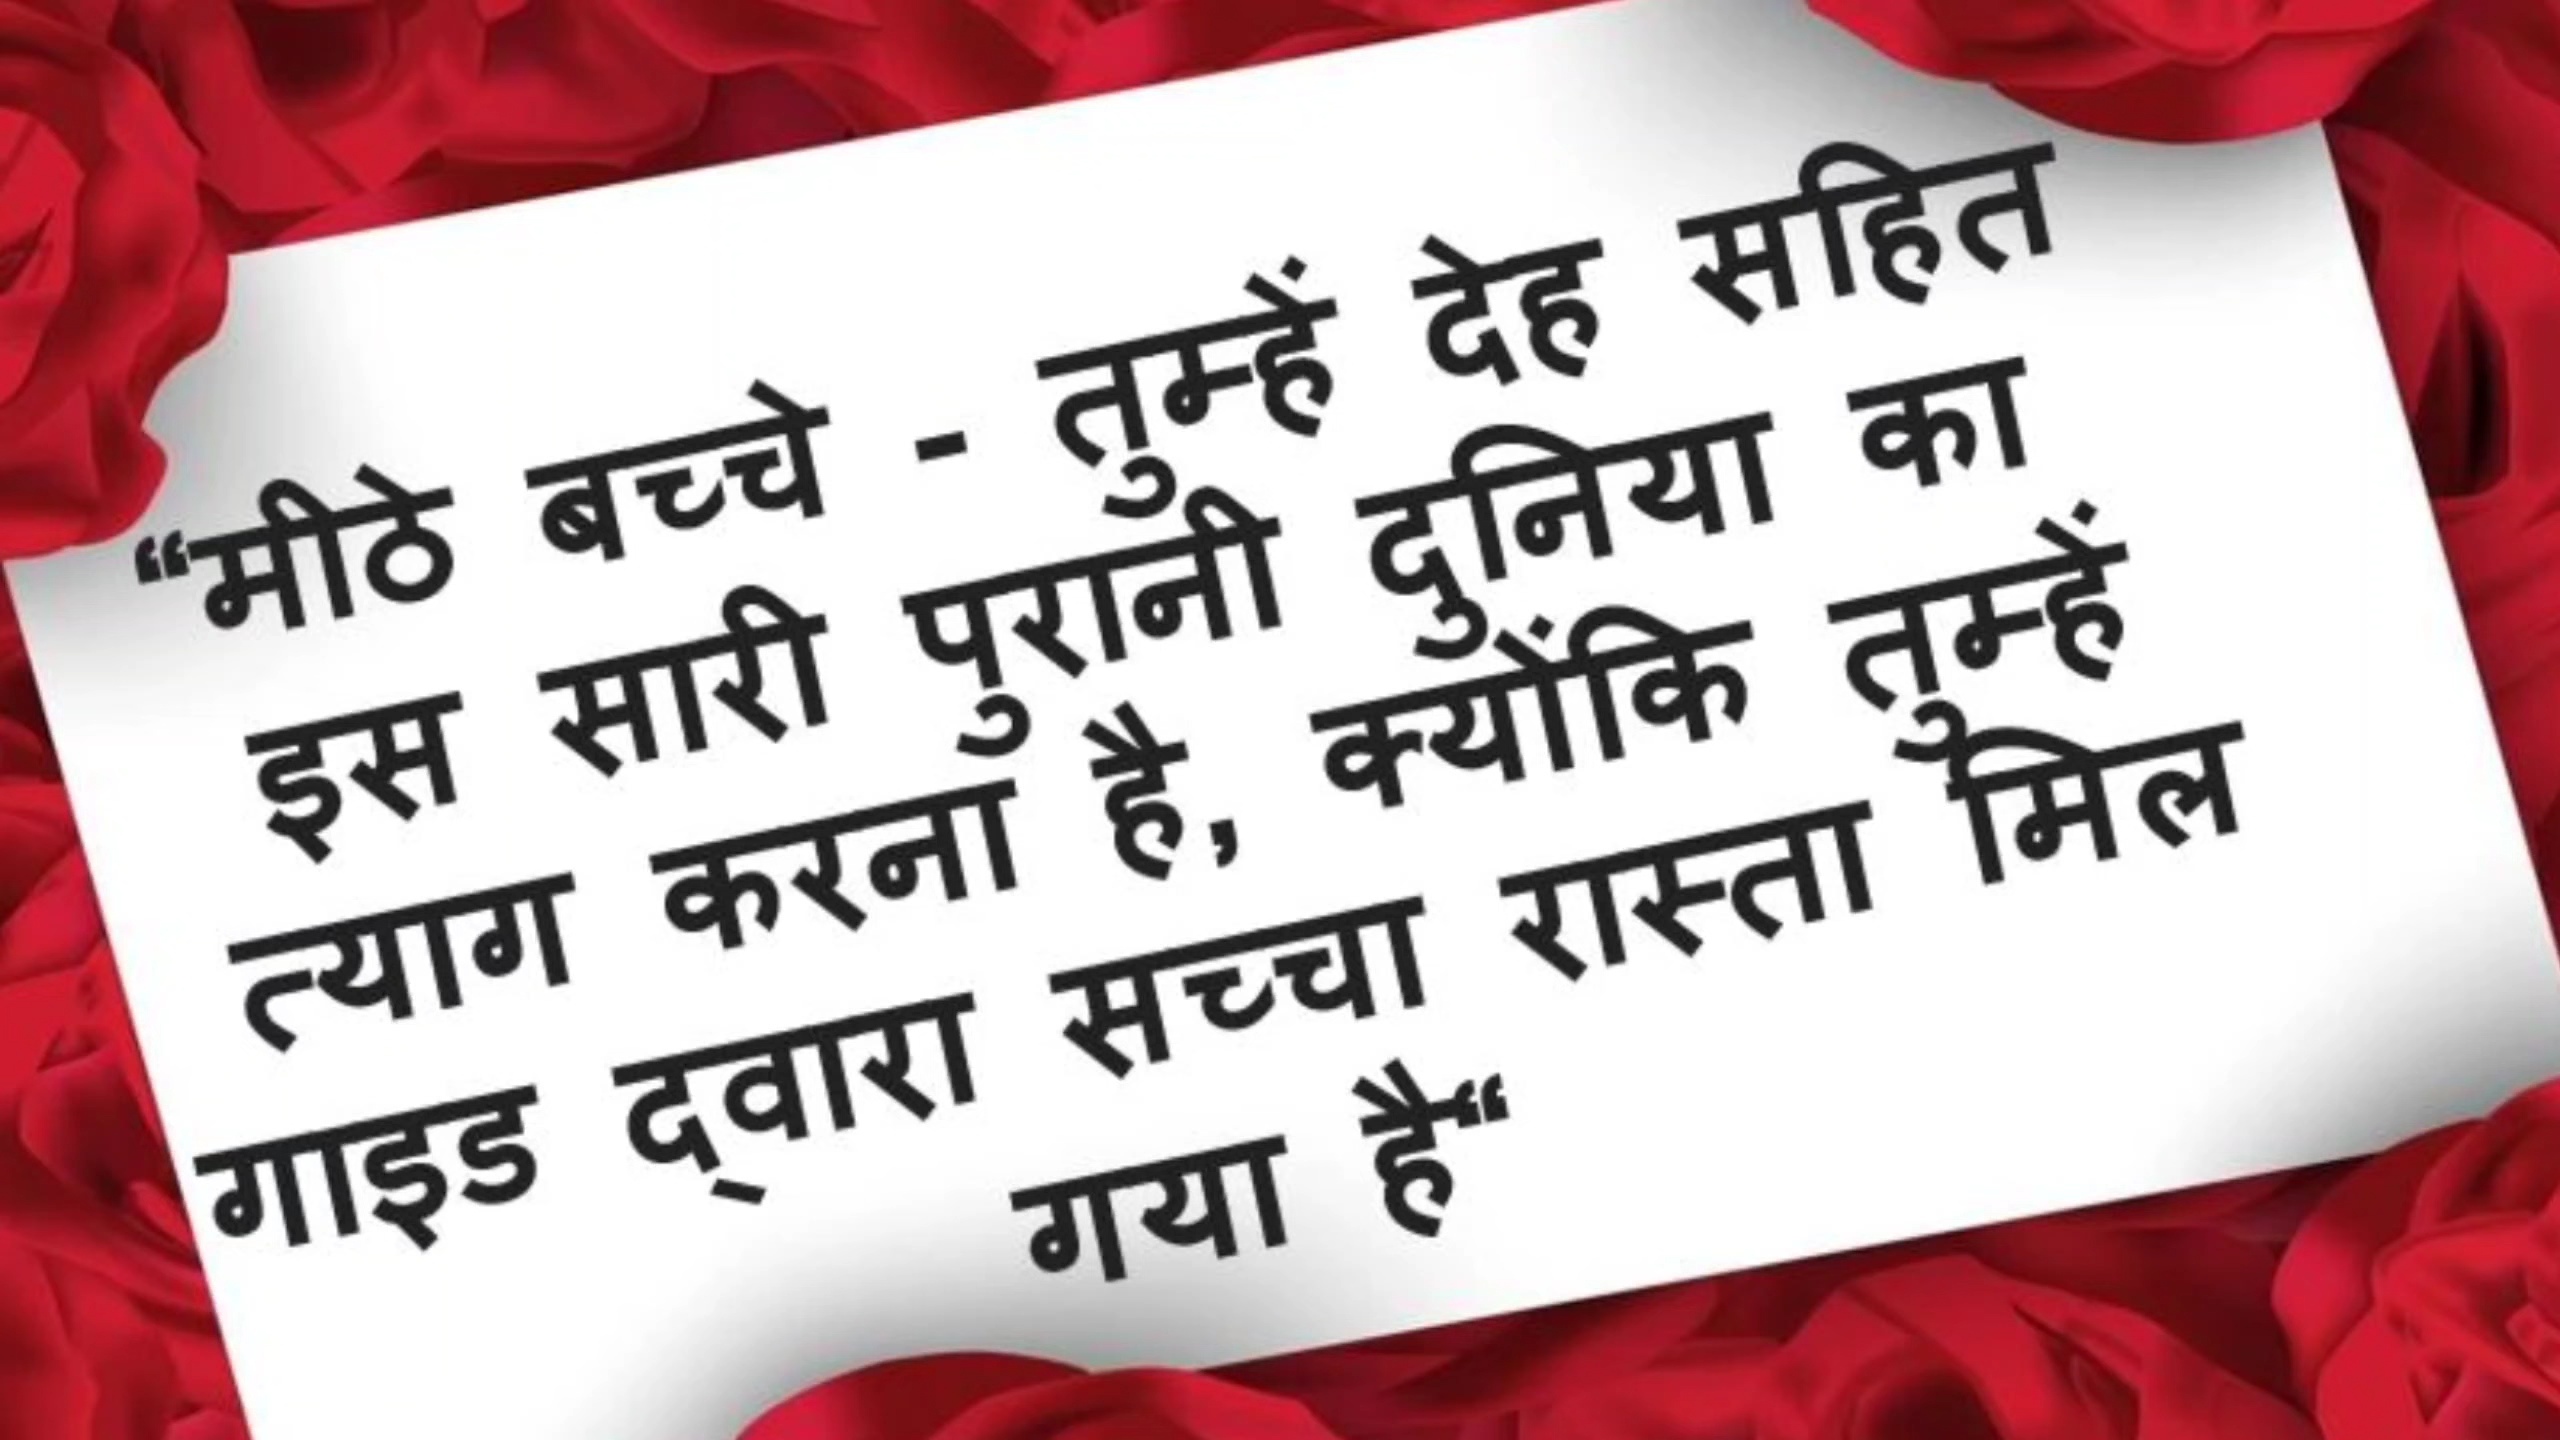 “मीठे बच्चे - तुम्हें देह सहित
इस सारी पुरानी दुनिया का
त्याग करना है, क्योंकि तुम्हें
गाइड द्वारा सच्चा रास्ता मिल
गया है“